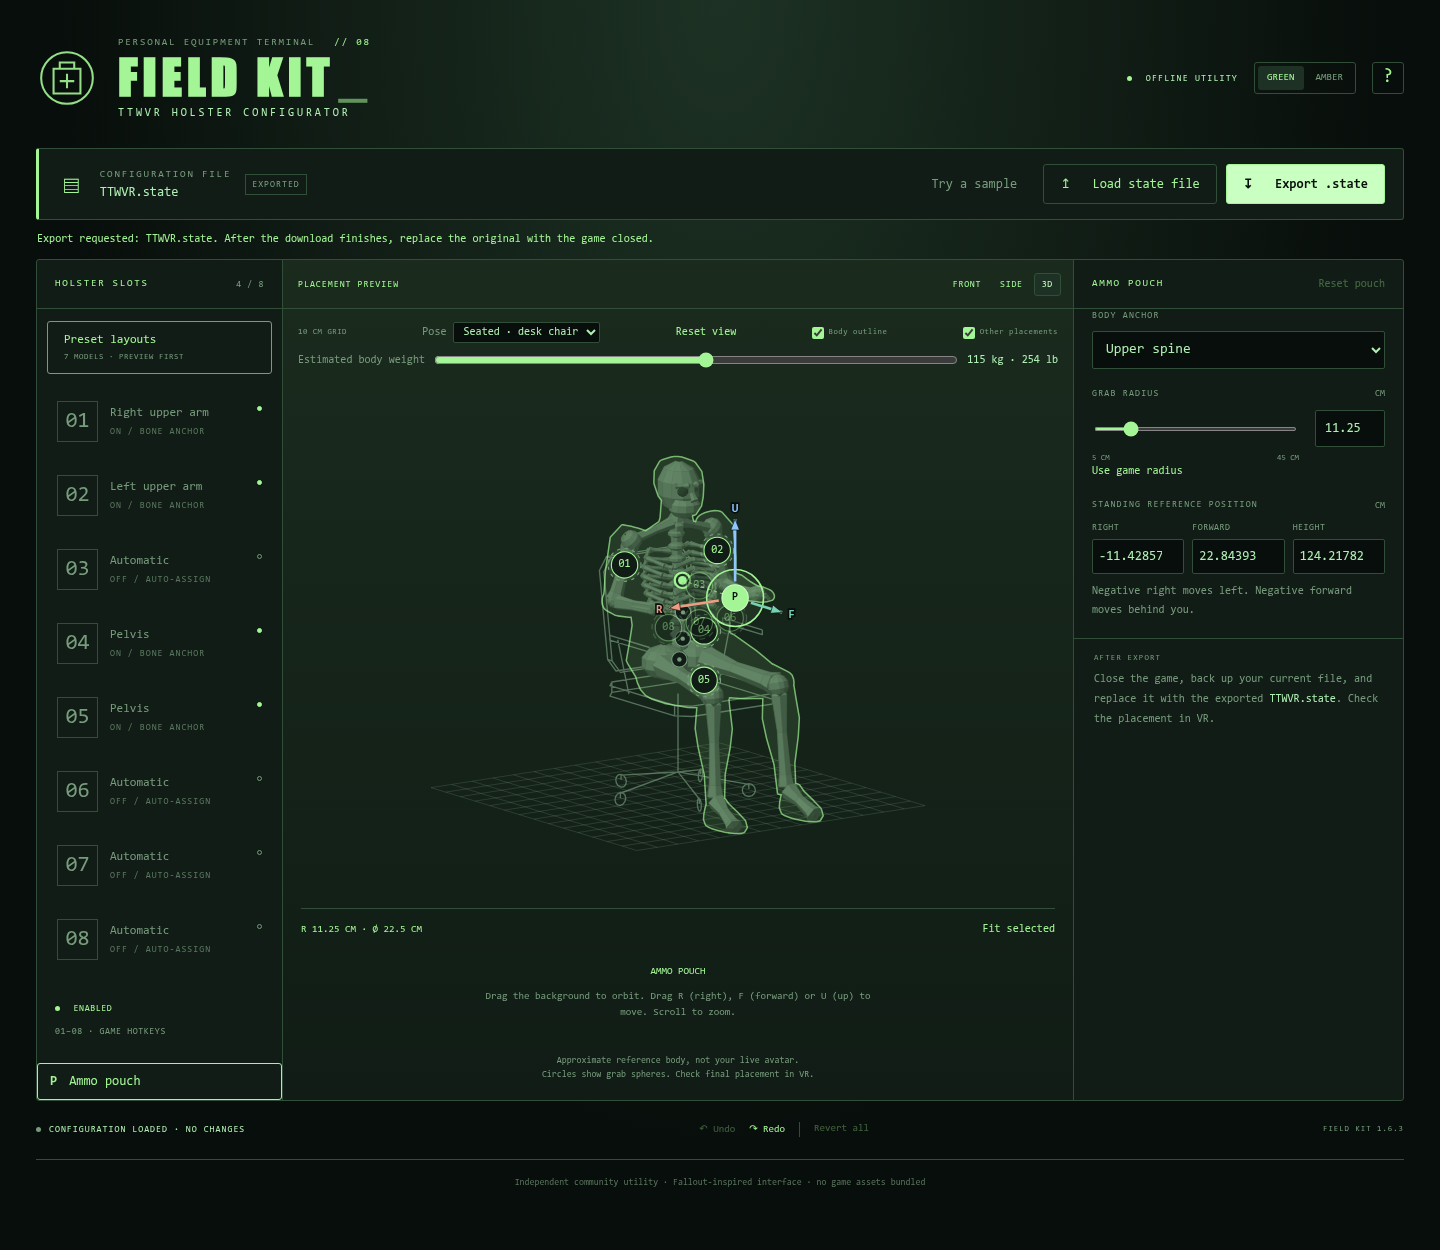 PERSONAL EQUIPMENT TERMINAL // 08
FIELD KIT_
TTWVR HOLSTER CONFIGURATOR
OFFLINE UTILITY
GREEN
AMBER
?
CONFIGURATION FILE
TTWVR.state
EXPORTED
Try a sample
↥ Load state file
↧ Export .state
Export requested: TTWVR.state. After the download finishes, replace the original with the game closed.
HOLSTER SLOTS
4 / 8
Preset layouts
7 MODELS · PREVIEW FIRST
01
Right upper arm
ON / BONE ANCHOR
02
Left upper arm
ON / BONE ANCHOR
03
Automatic
OFF / AUTO-ASSIGN
04
Pelvis
ON / BONE ANCHOR
05
Pelvis
ON / BONE ANCHOR
06
Automatic
OFF / AUTO-ASSIGN
07
Automatic
OFF / AUTO-ASSIGN
08
Automatic
OFF / AUTO-ASSIGN
ENABLED
01–08 · GAME HOTKEYS
P Ammo pouch
PLACEMENT PREVIEW
FRONT
SIDE
3D
10 CM GRID
Pose
Seated · desk chair
Reset view
Body outline
Other placements
Estimated body weight
115 kg · 254 lb
U
02
01
03
P
R
F
08
07
04
06
05
R 11.25 CM · Ø 22.5 CM
Fit selected
AMMO POUCH
Drag the background to orbit. Drag R (right), F (forward) or U (up) to
move. Scroll to zoom.
Approximate reference body, not your live avatar.
Circles show grab spheres. Check final placement in VR.
AMMO POUCH
Reset pouch
BODY ANCHOR
Upper spine
GRAB RADIUS
CM
11.25
5 CM
45 CM
Use game radius
STANDING REFERENCE POSITION
CM
RIGHT
FORWARD
HEIGHT
-11.42857
22.84393
124.21782
Negative right moves left. Negative forward
moves behind you.
AFTER EXPORT
Close the game, back up your current file, and
replace it with the exported TTWVR.state. Check
the placement in VR.
CONFIGURATION LOADED · NO CHANGES
↶ Undo
↷ Redo
Revert all
FIELD KIT 1.6.3
Independent community utility · Fallout-inspired interface · no game assets bundled